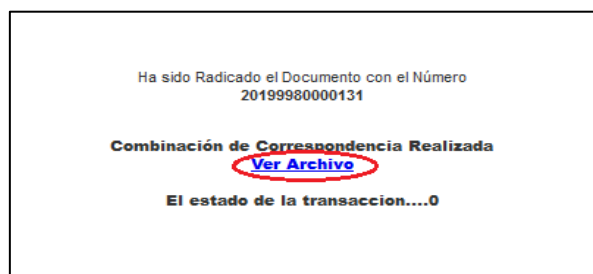 Ha sido Radicado el Documento con el Número
20199980000131
Combinación de Correspondencia Realizada
Ver Archivo
El estado de la transaccion....0